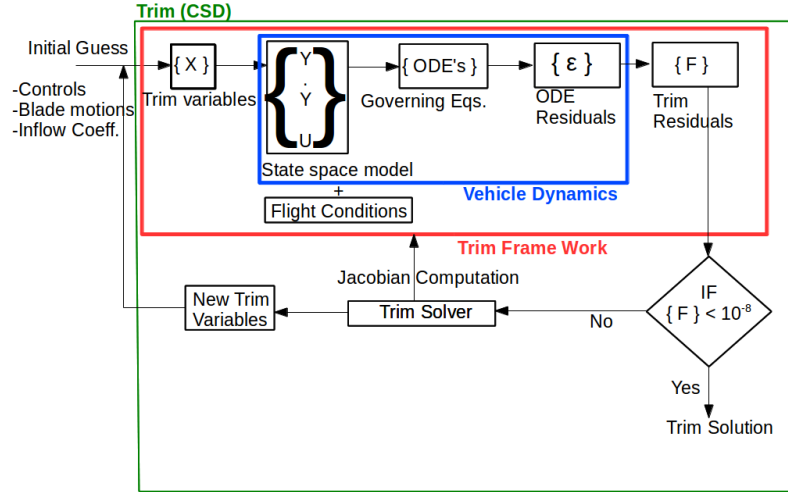 Trim (CSD)
Initial Guess
-Controls
-Blade motions
-Inflow Coeff.
{ X }
Trim variables
{
Y
.
Y
U
}
State space model
+
Flight Conditions
{ ODE's }
Governing Eqs.
{ ε }
ODE
Residuals
{ F }
Trim
Residuals
Vehicle Dynamics
Trim Frame Work
Jacobian Computation
New Trim
Variables
Trim Solver
No
IF
{ F } < 10⁻⁸
Yes
Trim Solution